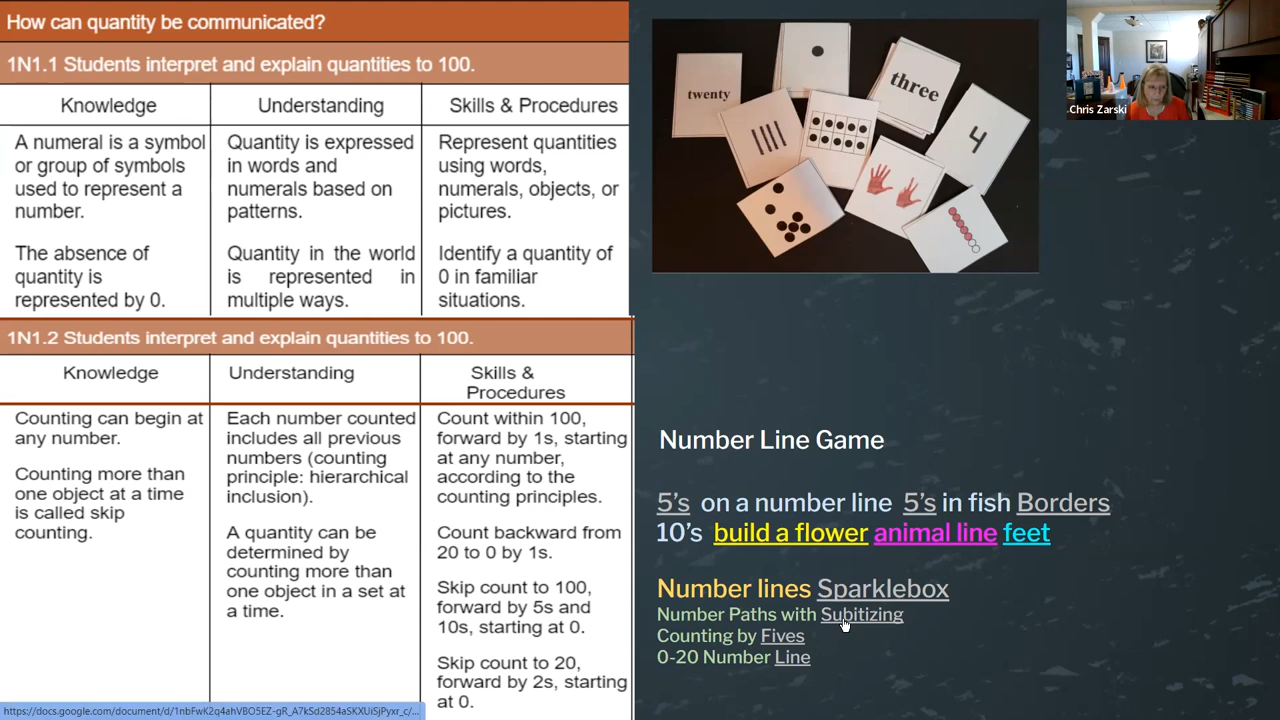 How can quantity be communicated?
1N1.1 Students interpret and explain quantities to 100.
Knowledge
Understanding
Skills & Procedures
A numeral is a symbol
or group of symbols
used to represent a
number.
The absence of
quantity is
represented by 0.
Quantity is expressed
in words and
numerals based on
patterns.
Quantity in the world
is represented in
multiple ways.
Represent quantities
using words,
numerals, objects, or
pictures.
Identify a quantity of
0 in familiar
situations.
1N1.2 Students interpret and explain quantities to 100.
Knowledge
Understanding
Skills &
Procedures
Counting can begin at
any number.
Counting more than
one object at a time
is called skip
counting.
Each number counted
includes all previous
numbers (counting
principle: hierarchical
inclusion).
A quantity can be
determined by
counting more than
one object in a set at
a time.
Count within 100,
forward by 1s, starting
at any number,
according to the
counting principles.
Count backward from
20 to 0 by 1s.
Skip count to 100,
forward by 5s and
10s, starting at 0.
Skip count to 20,
forward by 2s, starting
at 0.
https://docs.google.com/document/d/1nbFwK2q4ahVBO5EZ-gR_A7kSd2854aSKXUiSjPyxr_c/...
twenty
three
4
Chris Zarski
Number Line Game
5's on a number line 5's in fish Borders
10's build a flower animal line feet
Number lines Sparklebox
Number Paths with Subitizing
Counting by Fives
0-20 Number Line